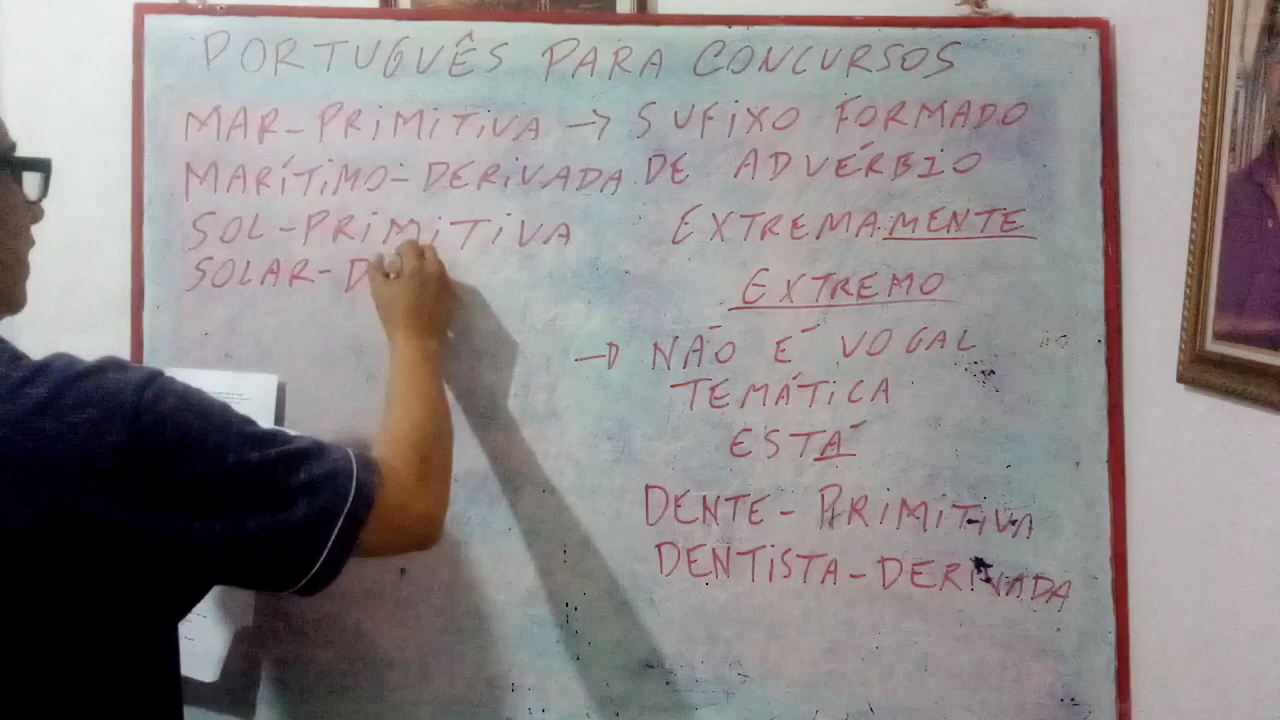 PORTUGUÊS PARA CONCURSOS
MAR-PRIMITIVA → SUFIXO FORMADO
MARÍTIMO-DERIVADA DE ADVÉRBIO
SOL-PRIMITIVA EXTREMAMENTE
SOLAR-D EXTREMO
→ NÃO É VOGAL
TEMÁTICA
ESTÁ
DENTE-PRIMITIVA
DENTISTA-DERIVADA